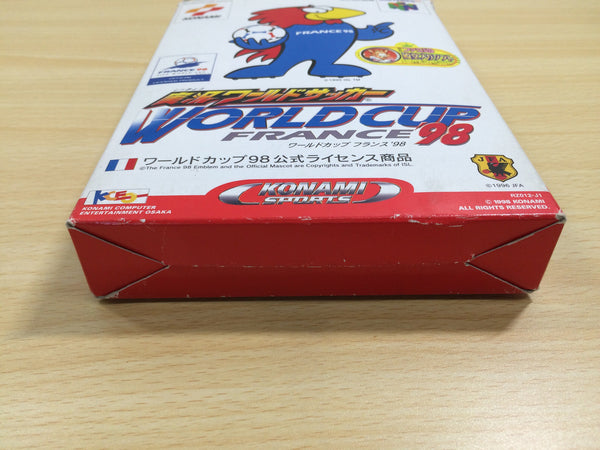 KONAMI
FRANCE 98
FRANCE 98
実況ワールドサッカー
WORLD CUP
FRANCE 98
ワールドカップ フランス '98
ワールドカップ98 公式ライセンス商品
©The France 98 Emblem and the Official Mascot are Copyrights and Trademarks of ISL.
JFA
©1996 JFA
KCEO
KONAMI COMPUTER
ENTERTAINMENT OSAKA
KONAMI
SPORTS
RZ012-J1
© 1998 KONAMI
ALL RIGHTS RESERVED.